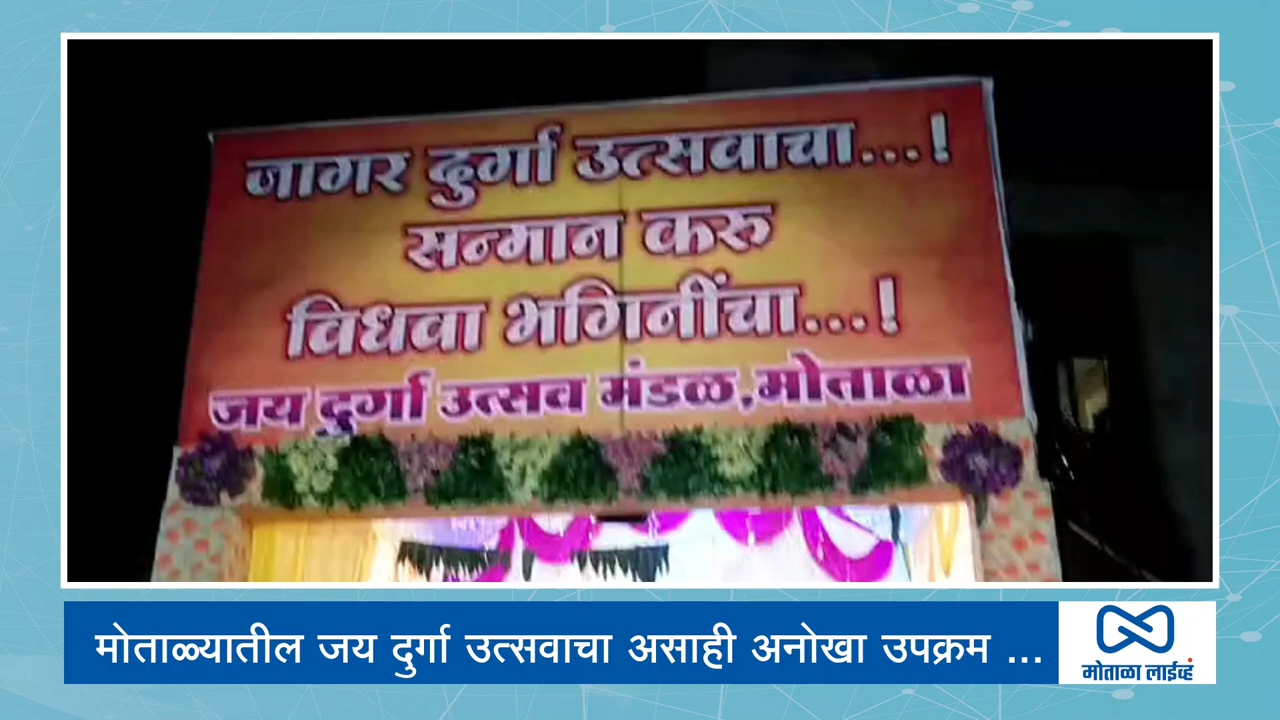 जागर दुर्गा उत्सवाचा...!
सन्मान करू
विधवा भगिनींचा...!
जय दुर्गा उत्सव मंडळ,मोताळा
मोताळ्यातील जय दुर्गा उत्सवाचा असाही अनोखा उपक्रम ...
मोताळा लाईव्हं